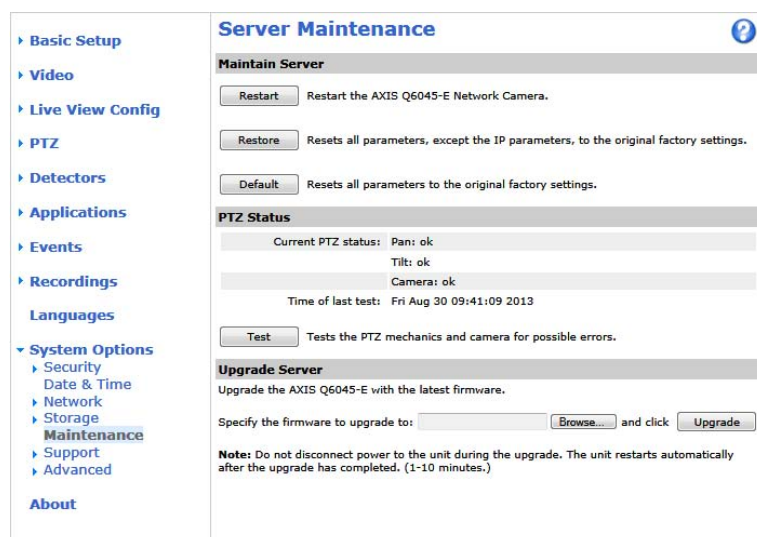 Basic Setup
Video
Live View Config
PTZ
Detectors
Applications
Events
Recordings
Languages
System Options
Security
Date & Time
Network
Storage
Maintenance
Support
Advanced
About
Server Maintenance
?
Maintain Server
Restart Restart the AXIS Q6045-E Network Camera.
Restore Resets all parameters, except the IP parameters, to the original factory settings.
Default Resets all parameters to the original factory settings.
PTZ Status
Current PTZ status: Pan: ok
Tilt: ok
Camera: ok
Time of last test: Fri Aug 30 09:41:09 2013
Test Tests the PTZ mechanics and camera for possible errors.
Upgrade Server
Upgrade the AXIS Q6045-E with the latest firmware.
Specify the firmware to upgrade to: Browse... and click Upgrade
Note: Do not disconnect power to the unit during the upgrade. The unit restarts automatically
after the upgrade has completed. (1-10 minutes.)